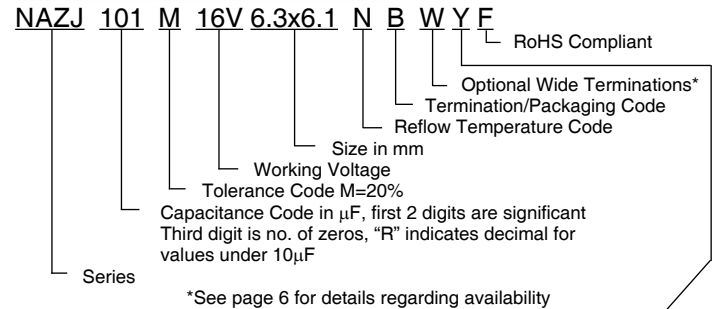 NAZJ 101 M 16V 6.3x6.1 N B W Y F
RoHS Compliant
Optional Wide Terminations*
Termination/Packaging Code
Reflow Temperature Code
Size in mm
Working Voltage
Tolerance Code M=20%
Capacitance Code in μF, first 2 digits are significant
Third digit is no. of zeros, “R” indicates decimal for
values under 10μF
Series
*See page 6 for details regarding availability